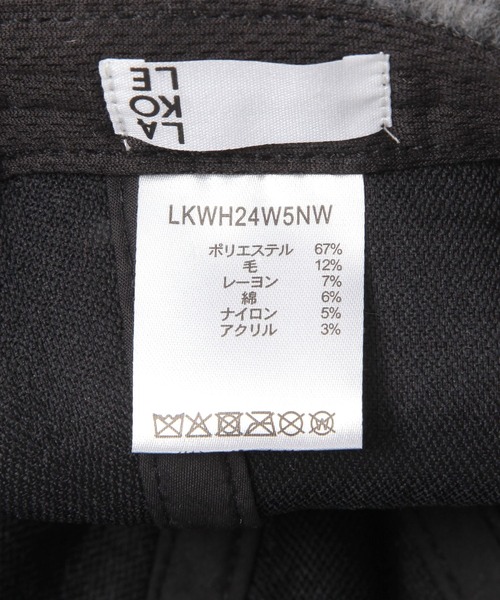 LA
KO
LE
LKWH24W5NW
ポリエステル 67%
毛 12%
レーヨン 7%
綿 6%
ナイロン 5%
アクリル 3%
W